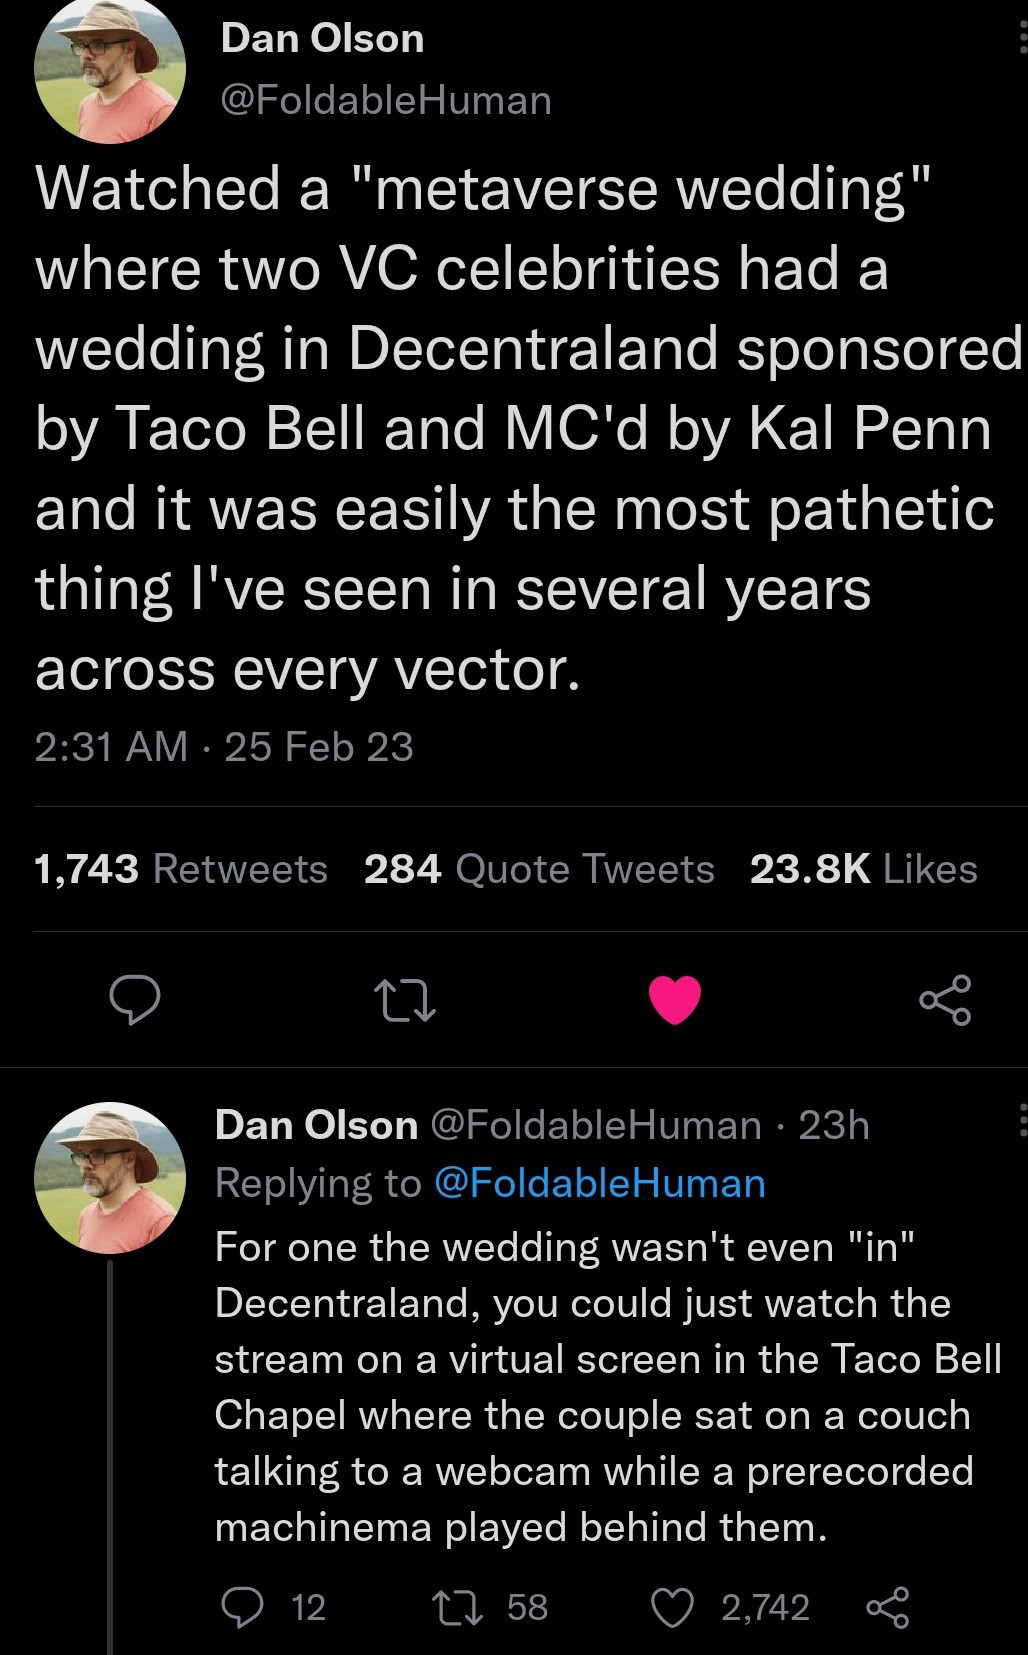 Dan Olson
@FoldableHuman
Watched a "metaverse wedding"
where two VC celebrities had a
wedding in Decentraland sponsored
by Taco Bell and MC'd by Kal Penn
and it was easily the most pathetic
thing I've seen in several years
across every vector.
2:31 AM · 25 Feb 23
1,743 Retweets 284 Quote Tweets 23.8K Likes
Dan Olson @FoldableHuman · 23h
Replying to @FoldableHuman
For one the wedding wasn't even "in"
Decentraland, you could just watch the
stream on a virtual screen in the Taco Bell
Chapel where the couple sat on a couch
talking to a webcam while a prerecorded
machinema played behind them.
12 58 2,742